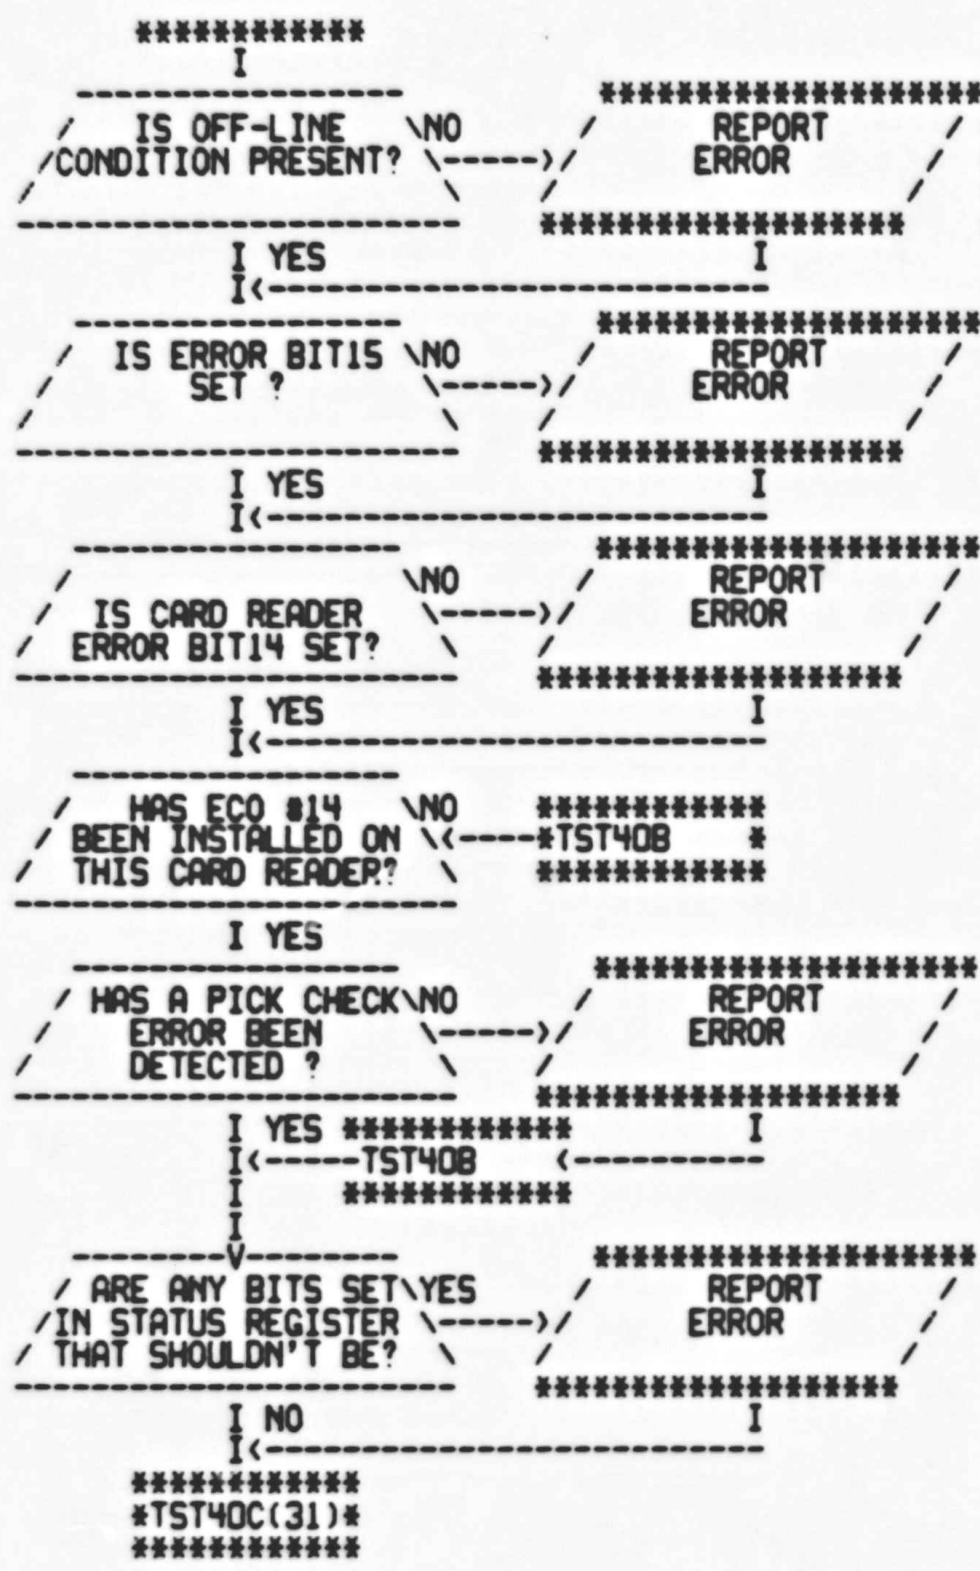 ************
I
IS OFF-LINE \NO REPORT
CONDITION PRESENT? ERROR
I YES I
I<---------------------------
IS ERROR BIT15 \NO REPORT
SET ? ERROR
I YES I
I<---------------------------
\NO REPORT
IS CARD READER ERROR
ERROR BIT14 SET?
I YES I
I<---------------------------
HAS ECO #14 \NO ************
BEEN INSTALLED ON \<----*TST40B *
THIS CARD READER? ************
I YES
HAS A PICK CHECK\NO REPORT
ERROR BEEN ERROR
DETECTED ?
I YES ************ I
I<-----TST40B <----------
I ************
I
V
ARE ANY BITS SET\YES REPORT
IN STATUS REGISTER ERROR
THAT SHOULDN'T BE?
I NO I
I<---------------------------
************
*TST40C(31)*
************